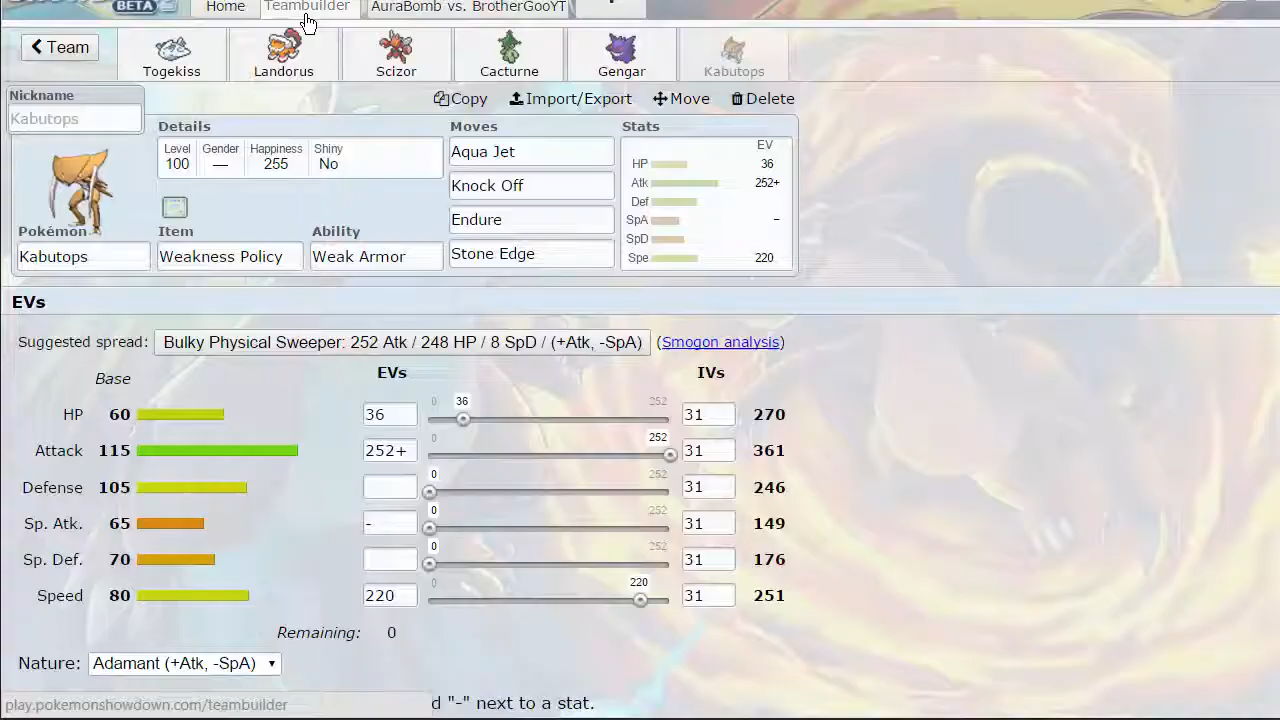 BETA Home Teambuilder AuraBomb vs. BrotherGooYT
Team Togekiss Landorus Scizor Cacturne Gengar Kabutops
Nickname
Kabutops
Copy Import/Export Move Delete
Details
Level Gender Happiness Shiny
100 — 255 No
Pokémon Item Ability
Kabutops Weakness Policy Weak Armor
Moves
Aqua Jet
Knock Off
Endure
Stone Edge
Stats
EV
HP 36
Atk 252+
Def
SpA –
SpD
Spe 220
EVs
Suggested spread: Bulky Physical Sweeper: 252 Atk / 248 HP / 8 SpD / (+Atk, -SpA) (Smogon analysis)
Base EVs IVs
HP 60 36 0 36 252 31 270
Attack 115 252+ 0 252 31 361
Defense 105 0 252 31 246
Sp. Atk. 65 - 0 252 31 149
Sp. Def. 70 0 252 31 176
Speed 80 220 0 220 252 31 251
Remaining: 0
Nature: Adamant (+Atk, -SpA)
play.pokemonshowdown.com/teambuilder
d "-" next to a stat.